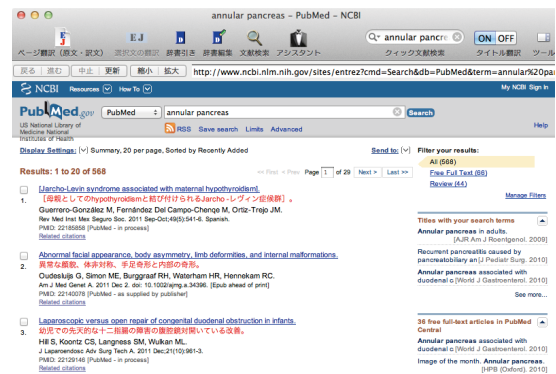 annular pancreas – PubMed – NCBI
annular pancre
ON OFF
ページ翻訳(原文・訳文) 選択文の翻訳 辞書引き 辞書編集 文献検索 アシスタント クイック文献検索 タイトル翻訳 ツール
戻る 進む 中止 更新 縮小 拡大 http://www.ncbi.nlm.nih.gov/sites/entrez?cmd=Search&db=PubMed&term=annular%20pan
NCBI Resources How To My NCBI Sign In
PubMed.gov PubMed annular pancreas Search
US National Library of
Medicine National
Institutes of Health
RSS Save search Limits Advanced Help
Display Settings: Summary, 20 per page, Sorted by Recently Added Send to:
Results: 1 to 20 of 568 << First < Prev Page 1 of 29 Next > Last >>
1. [Jarcho-Levin syndrome associated with maternal hypothyroidism].
[母親としてのhypothyroidismと結び付けられるJarcho-レヴィン症候群]。
Guerrero-González M, Fernández Del Campo-Chenge M, Ortiz-Trejo JM.
Rev Med Inst Mex Seguro Soc. 2011 Sep-Oct;49(5):541-6. Spanish.
PMID: 22185858 [PubMed - in process]
Related citations
2. Abnormal facial appearance, body asymmetry, limb deformities, and internal malformations.
異常な顔貌、体非対称、手足奇形と内部の奇形。
Oudesluijs G, Simon ME, Burggraaf RH, Waterham HR, Hennekam RC.
Am J Med Genet A. 2011 Dec 2. doi: 10.1002/ajmg.a.34396. [Epub ahead of print]
PMID: 22140078 [PubMed - as supplied by publisher]
Related citations
3. Laparoscopic versus open repair of congenital duodenal obstruction in infants.
幼児での先天的な十二指腸の障害の腹腔鏡対開いている改善。
Hill S, Koontz CS, Langness SM, Wulkan ML.
J Laparoendosc Adv Surg Tech A. 2011 Dec;21(10):961-3.
PMID: 22129146 [PubMed - in process]
Related citations
Filter your results:
All (568)
Free Full Text (86)
Review (44)
Manage Filters
Titles with your search terms
Annular pancreas in adults.
[AJR Am J Roentgenol. 2009]
Recurrent pancreatitis caused by
pancreatobiliary an [J Pediatr Surg. 2010]
Annular pancreas associated with
duodenal c [World J Gastroenterol. 2010]
See more...
36 free full-text articles in PubMed
Central
Annular pancreas associated with
duodenal c [World J Gastroenterol. 2010]
Image of the month. Annular pancreas.
[HPB (Oxford). 2010]